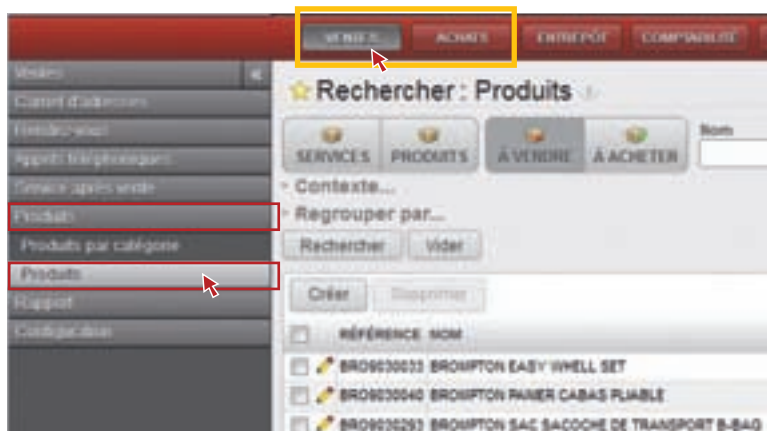 VENTES ACHATS ENTREPÔT COMPTABILITÉ
Ventes
Carnet d'adresses
Rendez-vous
Appels téléphoniques
Service après vente
Produits
Produits par catégorie
Produits
Rapport
Configuration
Rechercher : Produits
SERVICES PRODUITS À VENDRE À ACHETER Nom
Contexte...
Regrouper par...
Rechercher Vider
Créer Supprimer
RÉFÉRENCE NOM
BRO9030033 BROMPTON EASY WHELL SET
BRO9030040 BROMPTON PANIER CABAS PLIABLE
BRO9030293 BROMPTON SAC SACOCHE DE TRANSPORT B-BAG